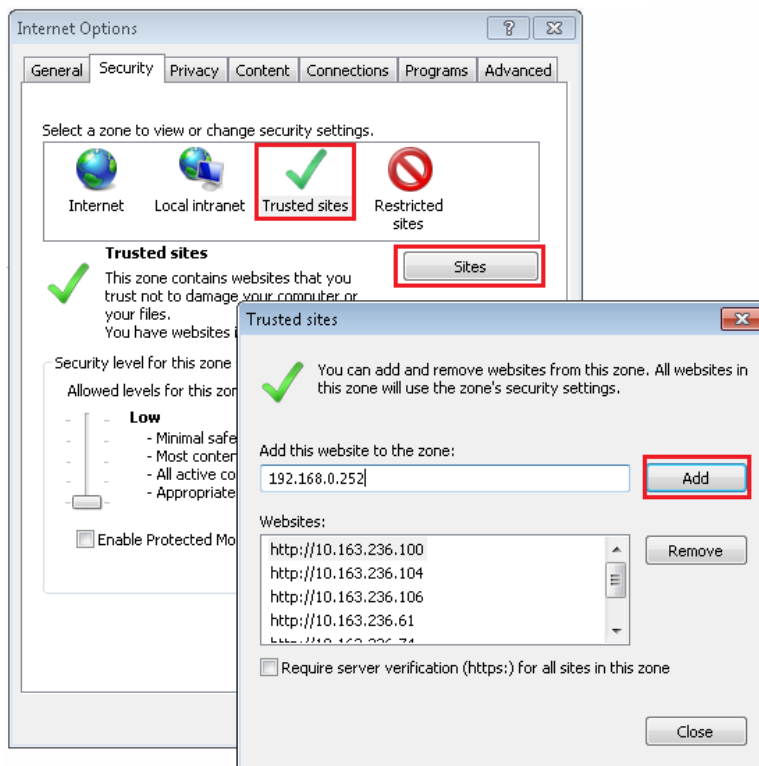 Internet Options
General Security Privacy Content Connections Programs Advanced
Select a zone to view or change security settings.
Internet
Local intranet
Trusted sites
Restricted
sites
Trusted sites
Sites
This zone contains websites that you
trust not to damage your computer or
your files.
You have websites
Security level for this zone
Allowed levels for this
Low
- Minimal
- Most
- All active
- Appropriate
Enable Protected
Trusted sites
You can add and remove websites from this zone. All websites in
this zone will use the zone's security settings.
Add this website to the zone:
192.168.0.252
Add
Websites:
http://10.163.236.100
http://10.163.236.104
http://10.163.236.106
http://10.163.236.61
Remove
Require server verification (https:) for all sites in this zone
Close